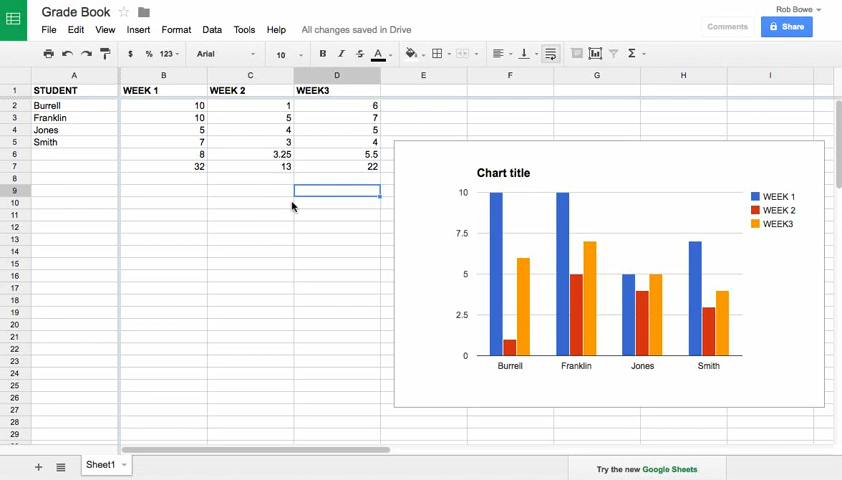 Grade Book
Rob Bowe
File Edit View Insert Format Data Tools Help All changes saved in Drive
Comments
Share
$ % 123 Arial 10 B I S A Σ
A B C D E F G H I
1 STUDENT WEEK 1 WEEK 2 WEEK3
2 Burrell 10 1 6
3 Franklin 10 5 7
4 Jones 5 4 5
5 Smith 7 3 4
6 8 3.25 5.5
7 32 13 22
8
9
10
11
12
13
14
15
16
17
18
19
20
21
22
23
24
25
26
27
28
29
Chart title
10
7.5
5
2.5
0
Burrell Franklin Jones Smith
WEEK 1
WEEK 2
WEEK3
+ Sheet1
Try the new Google Sheets